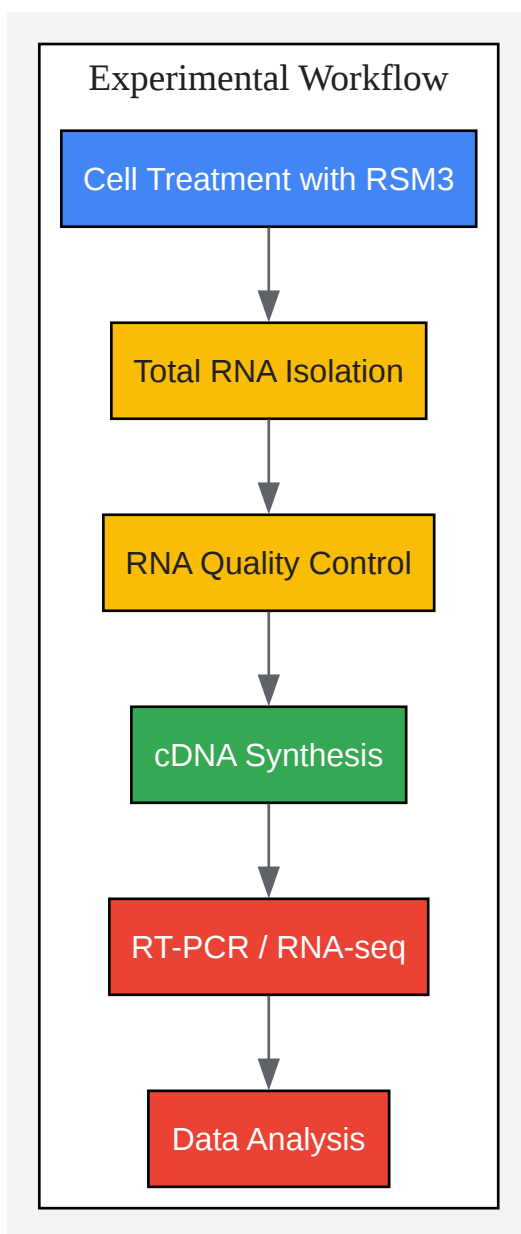 Experimental Workflow
Cell Treatment with RSM3
Total RNA Isolation
RNA Quality Control
cDNA Synthesis
RT-PCR / RNA-seq
Data Analysis